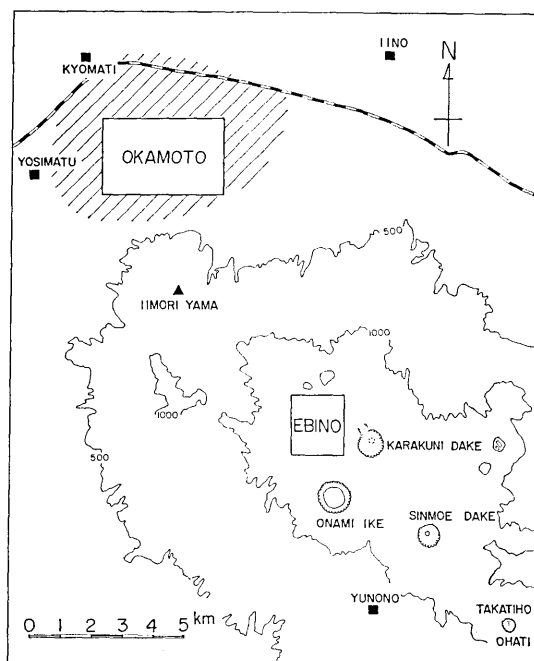 IINO
N
KYOMATI
OKAMOTO
YOSIMATU
500
IIMORI YAMA
1000
1000
EBINO
KARAKUNI DAKE
500
ONAMI IKE
SINMOE DAKE
YUNONO
TAKATIHO
OHATI
0 1 2 3 4 5 km